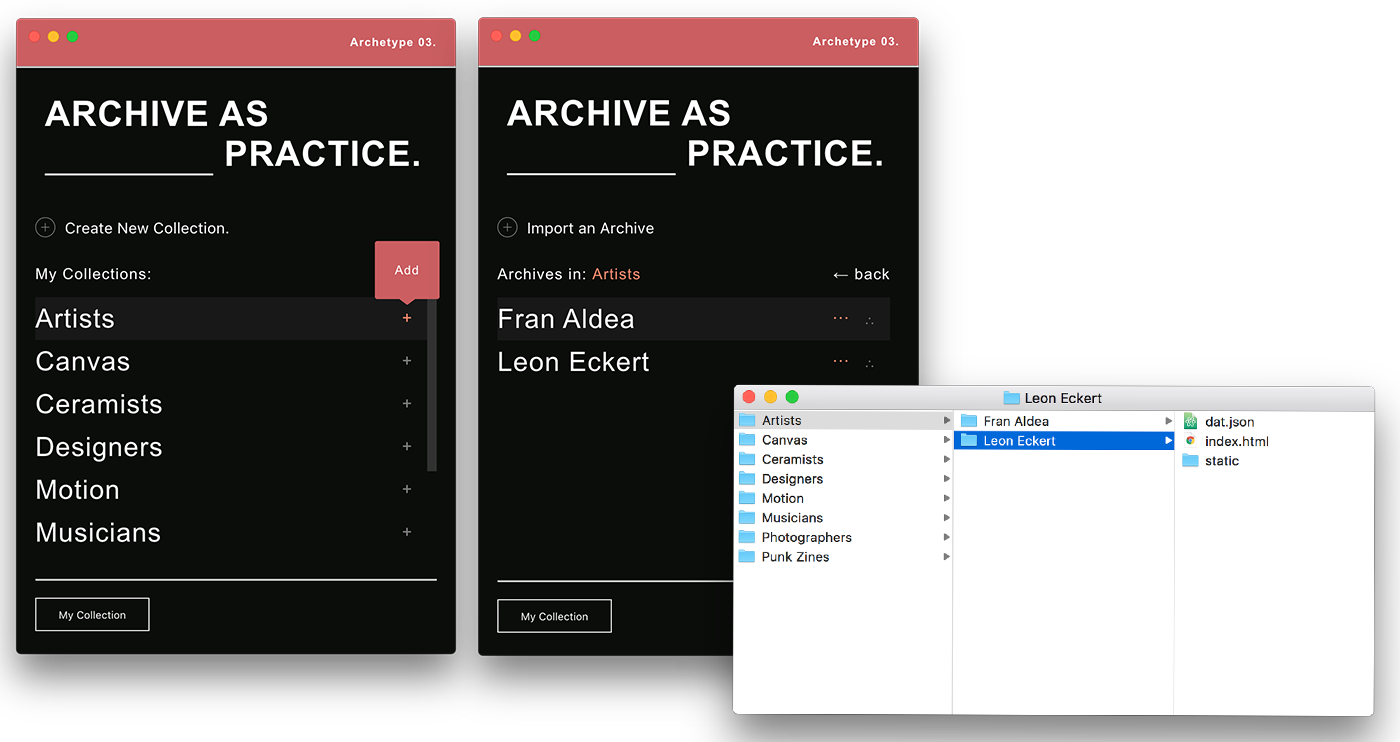 Archetype 03.
ARCHIVE AS
PRACTICE.
Create New Collection.
Add
My Collections:
Artists
Canvas
Ceramists
Designers
Motion
Musicians
My Collection
Archetype 03.
ARCHIVE AS
PRACTICE.
Import an Archive
Archives in: Artists
← back
Fran Aldea
Leon Eckert
My Collection
Leon Eckert
Artists
Canvas
Ceramists
Designers
Motion
Musicians
Photographers
Punk Zines
Fran Aldea
Leon Eckert
dat.json
index.html
static